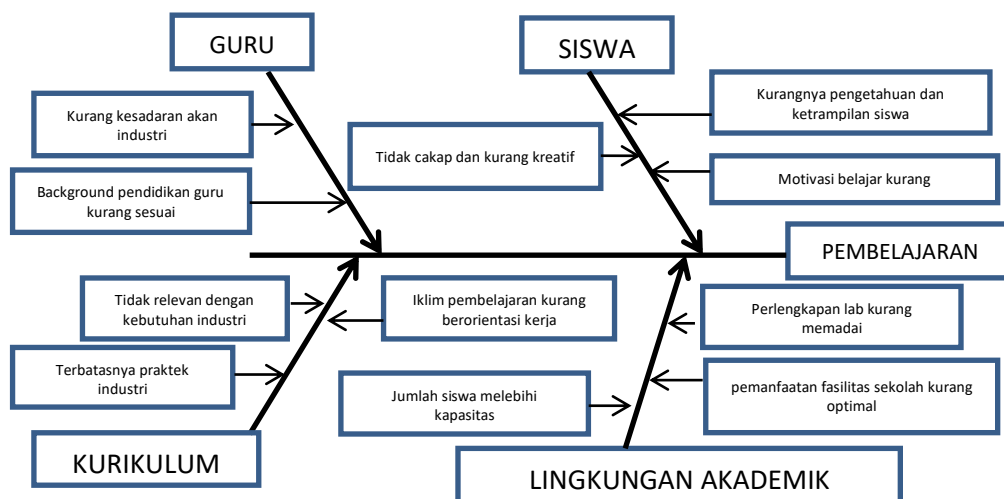 GURU
SISWA
Kurang kesadaran akan
industri
Kurangnya pengetahuan dan
ketrampilan siswa
Tidak cakap dan kurang kreatif
Background pendidikan guru
kurang sesuai
Motivasi belajar kurang
PEMBELAJARAN
Tidak relevan dengan
kebutuhan industri
Iklim pembelajaran kurang
berorientasi kerja
Perlengkapan lab kurang
memadai
Terbatasnya praktek
industri
Jumlah siswa melebihi
kapasitas
pemanfaatan fasilitas sekolah kurang
optimal
KURIKULUM
LINGKUNGAN AKADEMIK